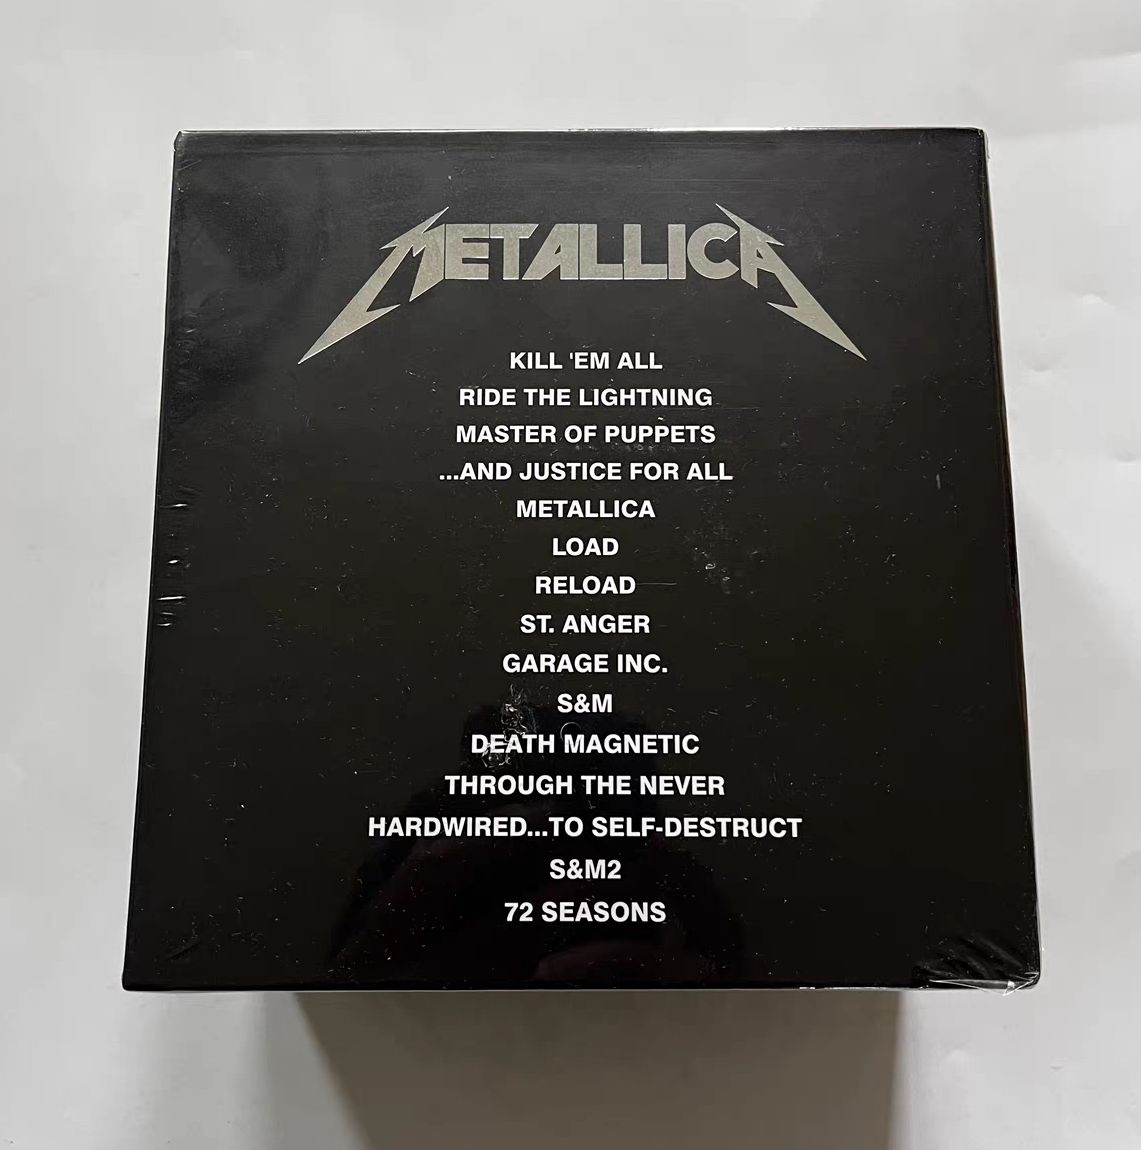 METALLICA
KILL 'EM ALL
RIDE THE LIGHTNING
MASTER OF PUPPETS
...AND JUSTICE FOR ALL
METALLICA
LOAD
RELOAD
ST. ANGER
GARAGE INC.
S&M
DEATH MAGNETIC
THROUGH THE NEVER
HARDWIRED...TO SELF-DESTRUCT
S&M2
72 SEASONS